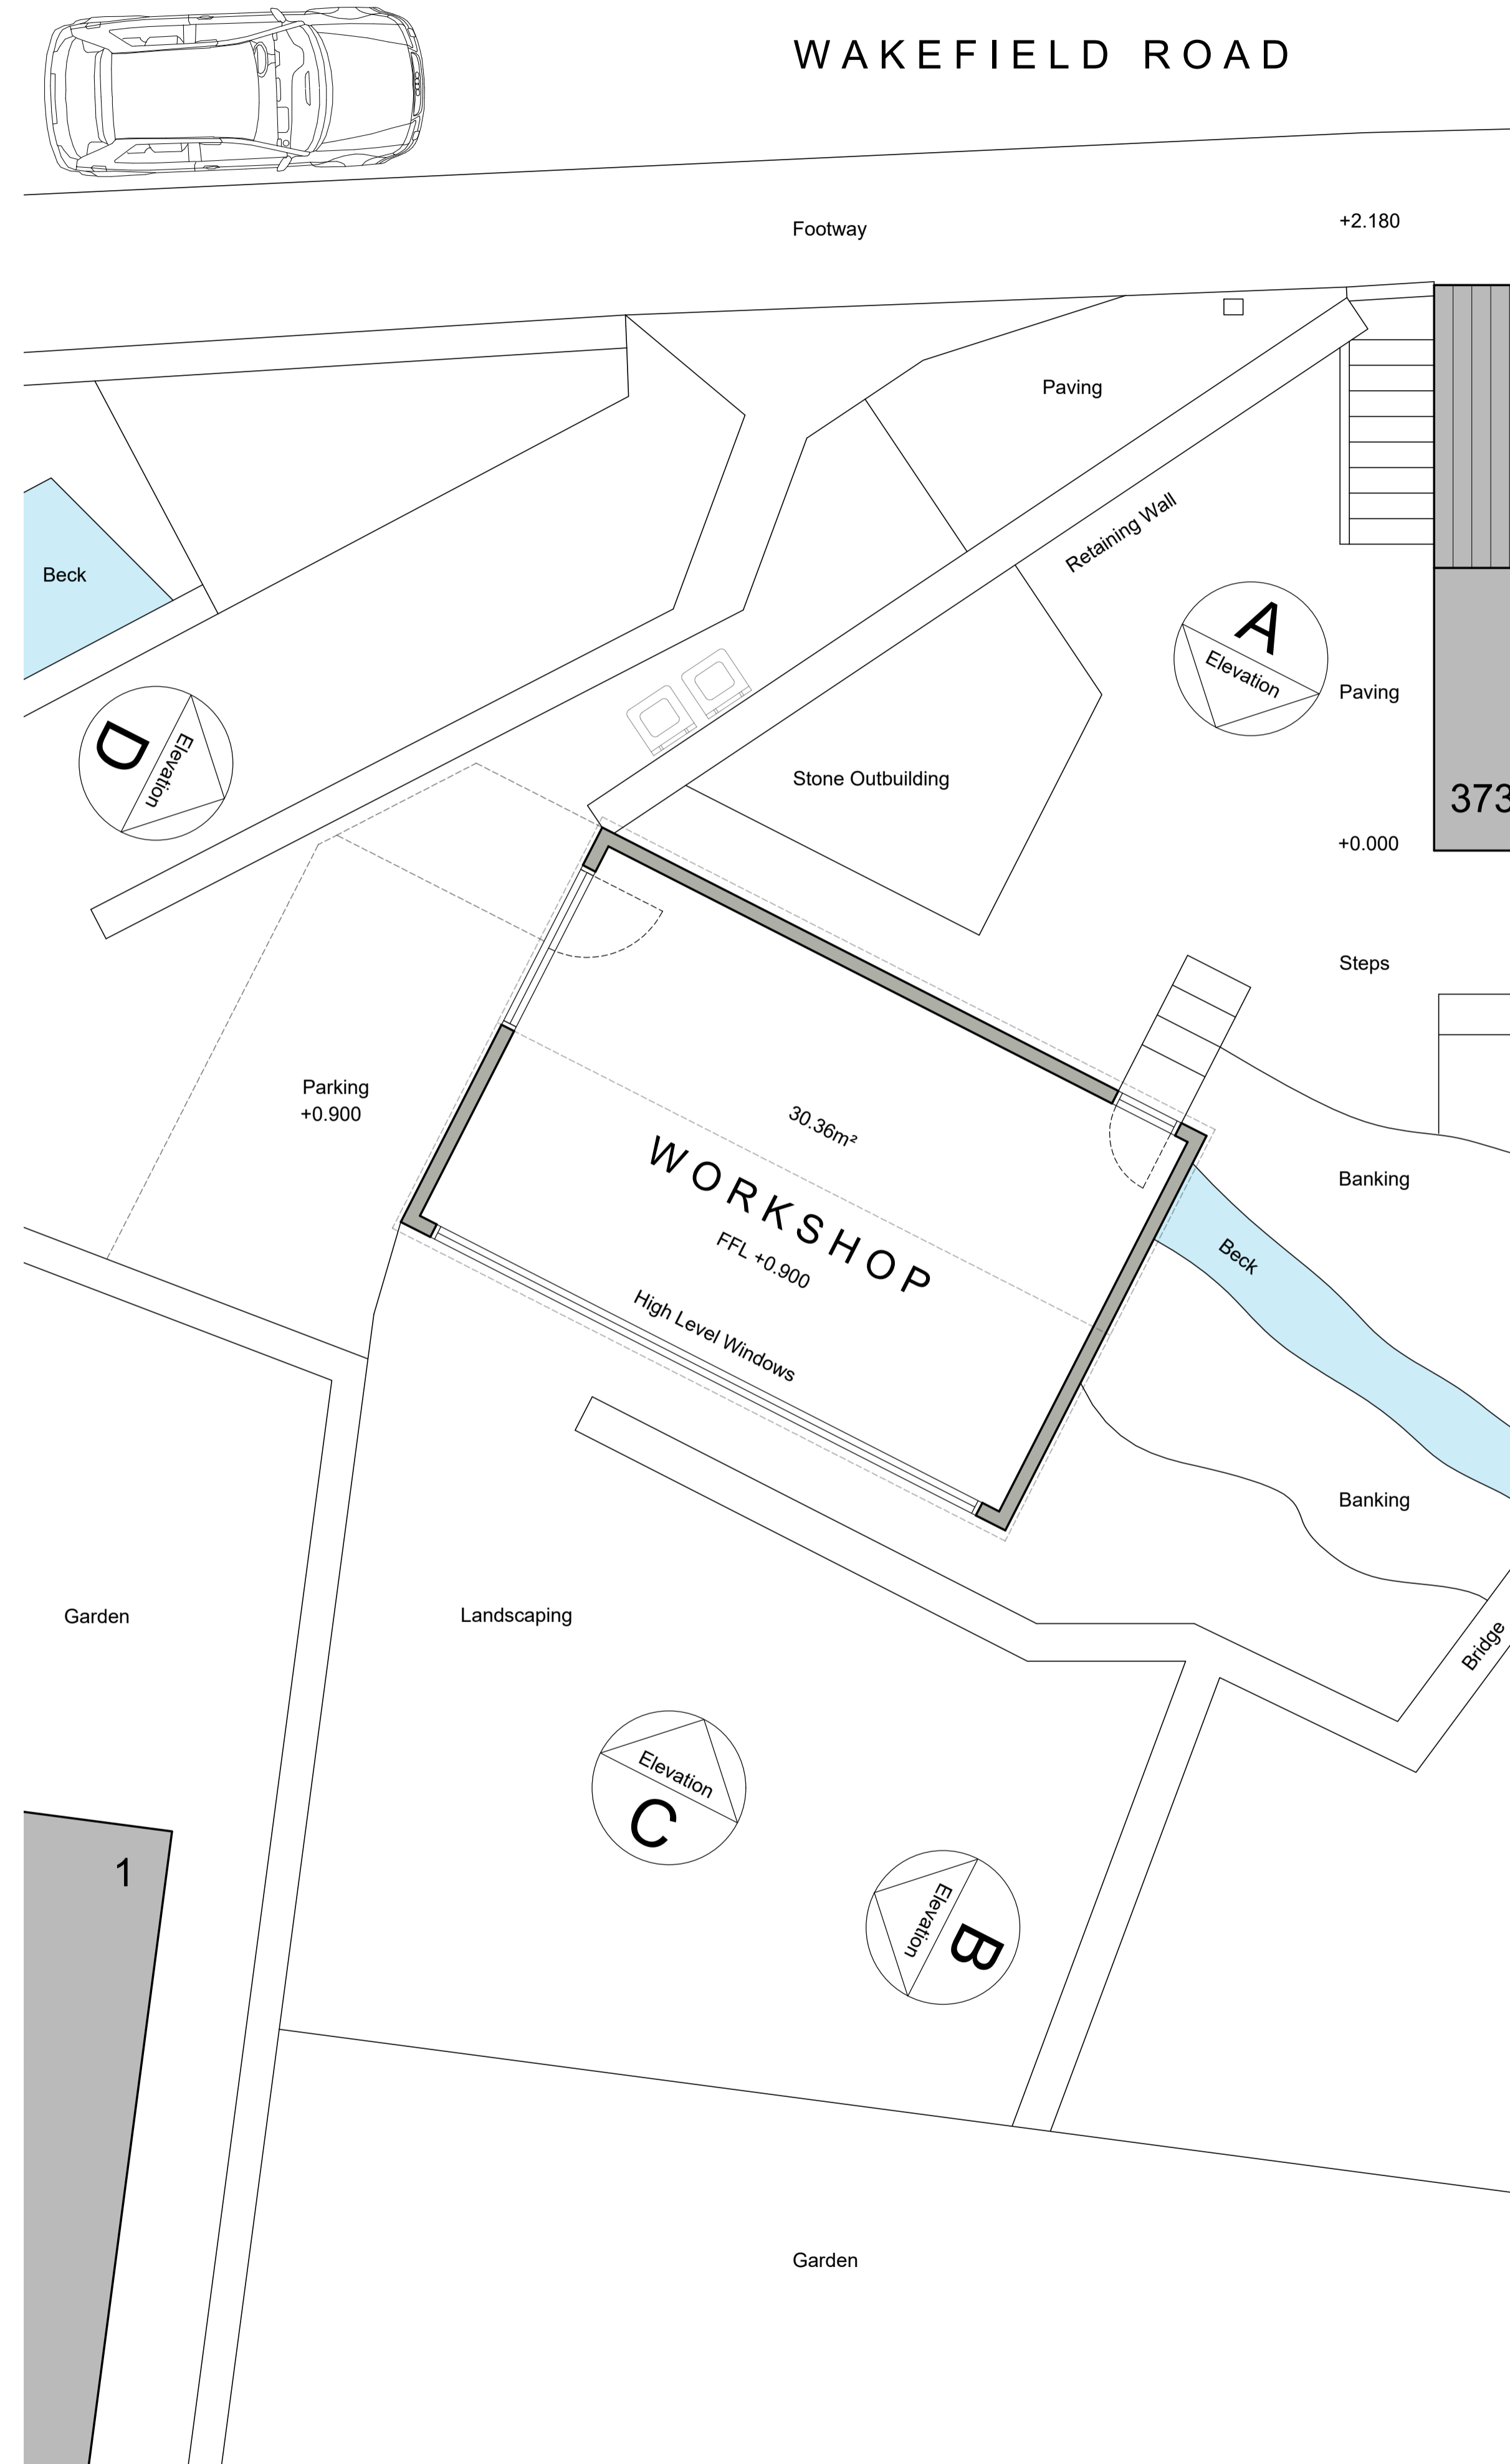 WAKEFIELD ROAD
Footway
+2.180
Paving
Retaining Wall
Beck
A
Elevation
Paving
D
Elevation
Stone Outbuilding
373
+0.000
Steps
Parking
+0.900
30.36m²
WORKSHOP
FFL +0.900
High Level Windows
Banking
Beck
Banking
Garden
Landscaping
Bridge
Elevation
C
1
Elevation
B
Garden